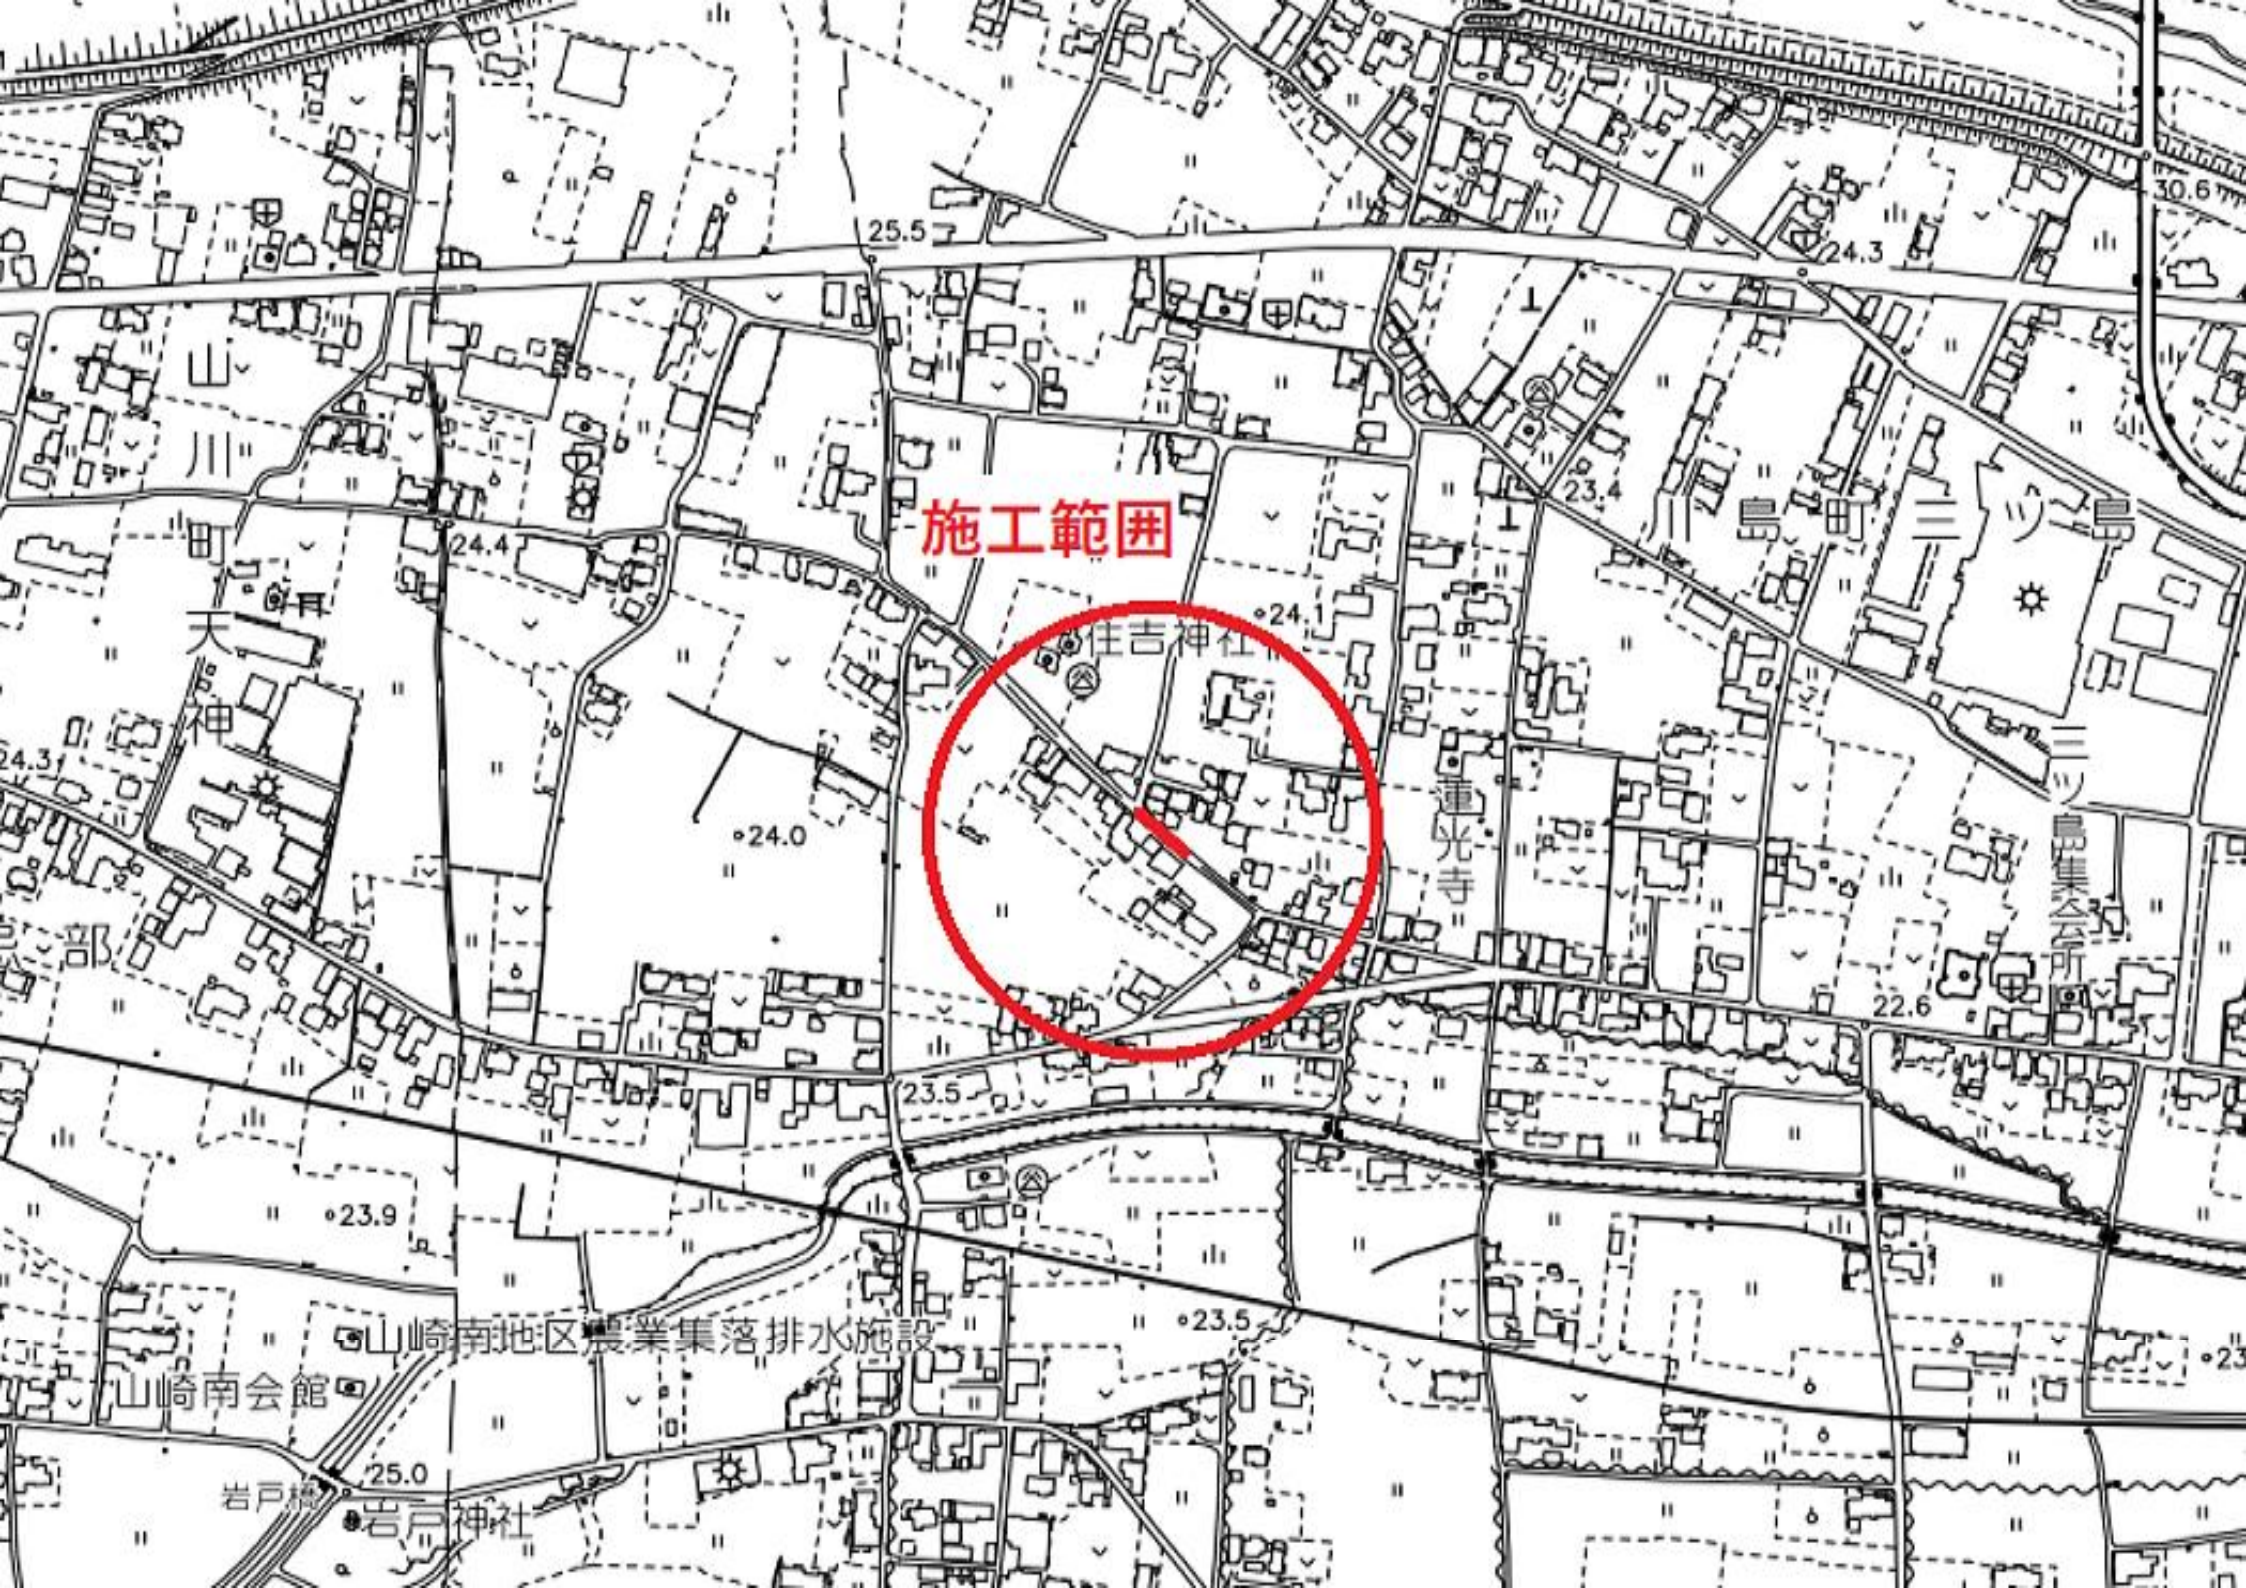 30.6
25.5
24.3
山川町天神
23.4
施工範囲
川島町三ツ島
24.4
24.1
住吉神社
24.3
三ツ島集会所
蓮光寺
24.0
部
22.6
23.5
23.9
山崎南地区農業集落排水施設
23.5
23
山崎南会館
25.0
岩戸橋
岩戸神社